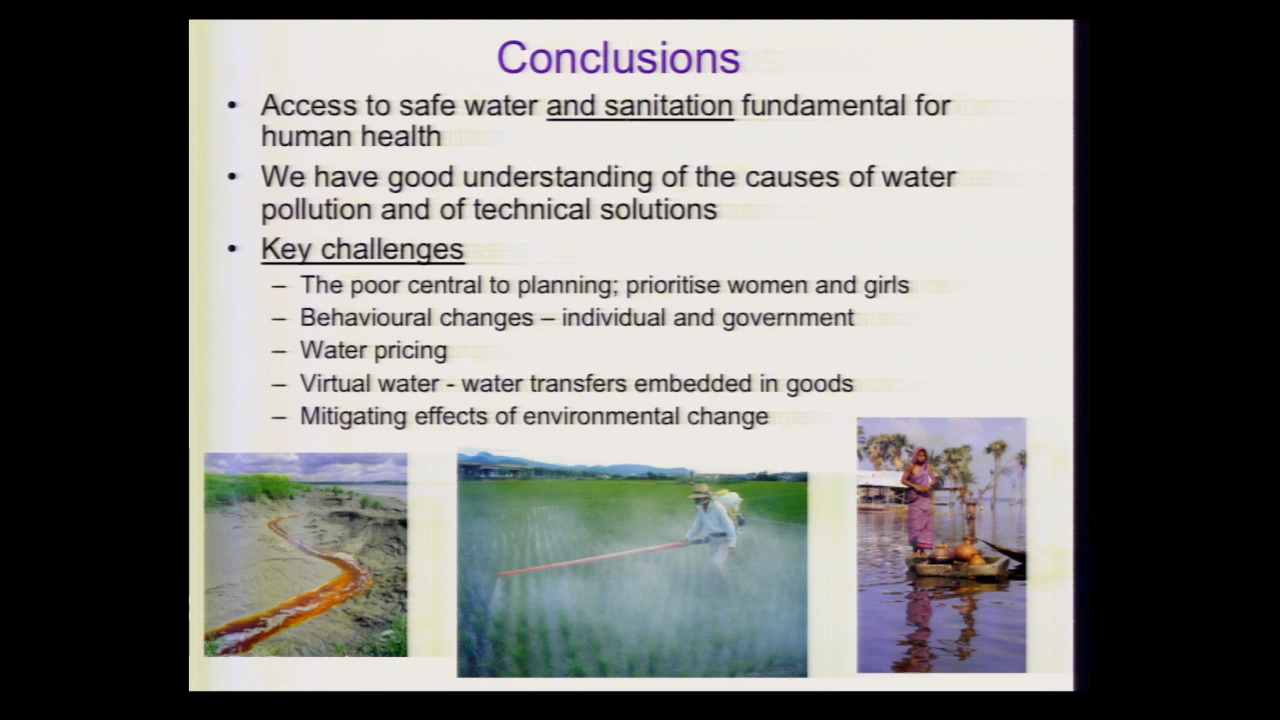 Conclusions
• Access to safe water and sanitation fundamental for
human health
• We have good understanding of the causes of water
pollution and of technical solutions
• Key challenges
– The poor central to planning; prioritise women and girls
– Behavioural changes – individual and government
– Water pricing
– Virtual water - water transfers embedded in goods
– Mitigating effects of environmental change